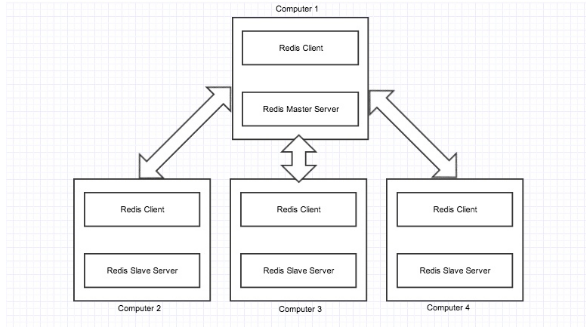 Computer 1
Redis Client
Redis Master Server
Redis Client
Redis Client
Redis Client
Redis Slave Server
Redis Slave Server
Redis Slave Server
Computer 2
Computer 3
Computer 4